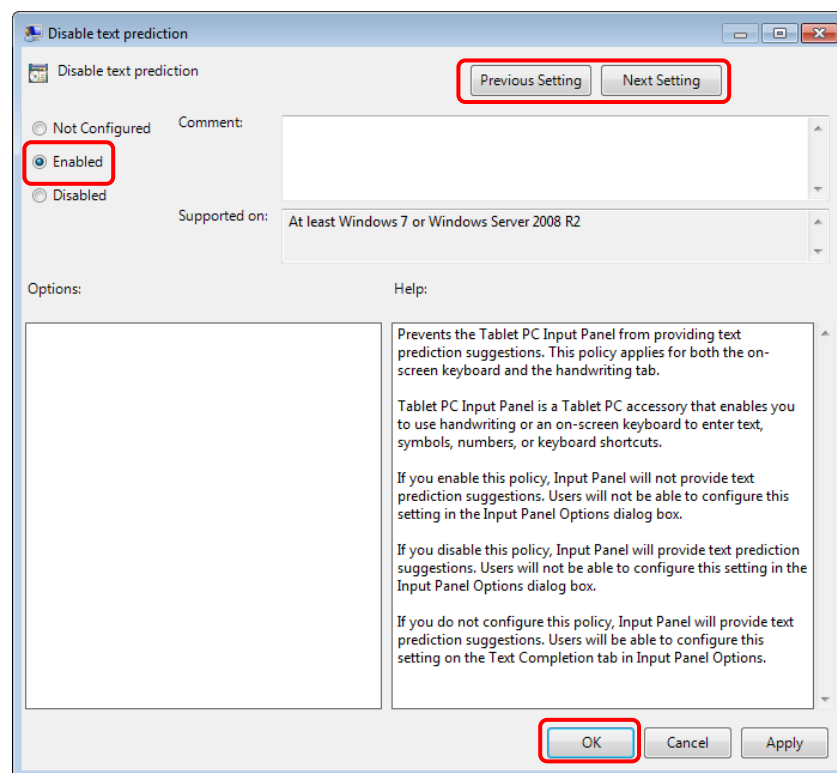 Disable text prediction
Disable text prediction
Previous Setting
Next Setting
Not Configured
Enabled
Disabled
Comment:
Supported on:
At least Windows 7 or Windows Server 2008 R2
Options:
Help:
Prevents the Tablet PC Input Panel from providing text
prediction suggestions. This policy applies for both the on-
screen keyboard and the handwriting tab.
Tablet PC Input Panel is a Tablet PC accessory that enables you
to use handwriting or an on-screen keyboard to enter text,
symbols, numbers, or keyboard shortcuts.
If you enable this policy, Input Panel will not provide text
prediction suggestions. Users will not be able to configure this
setting in the Input Panel Options dialog box.
If you disable this policy, Input Panel will provide text prediction
suggestions. Users will not be able to configure this setting in the
Input Panel Options dialog box.
If you do not configure this policy, Input Panel will provide text
prediction suggestions. Users will be able to configure this
setting on the Text Completion tab in Input Panel Options.
OK
Cancel
Apply